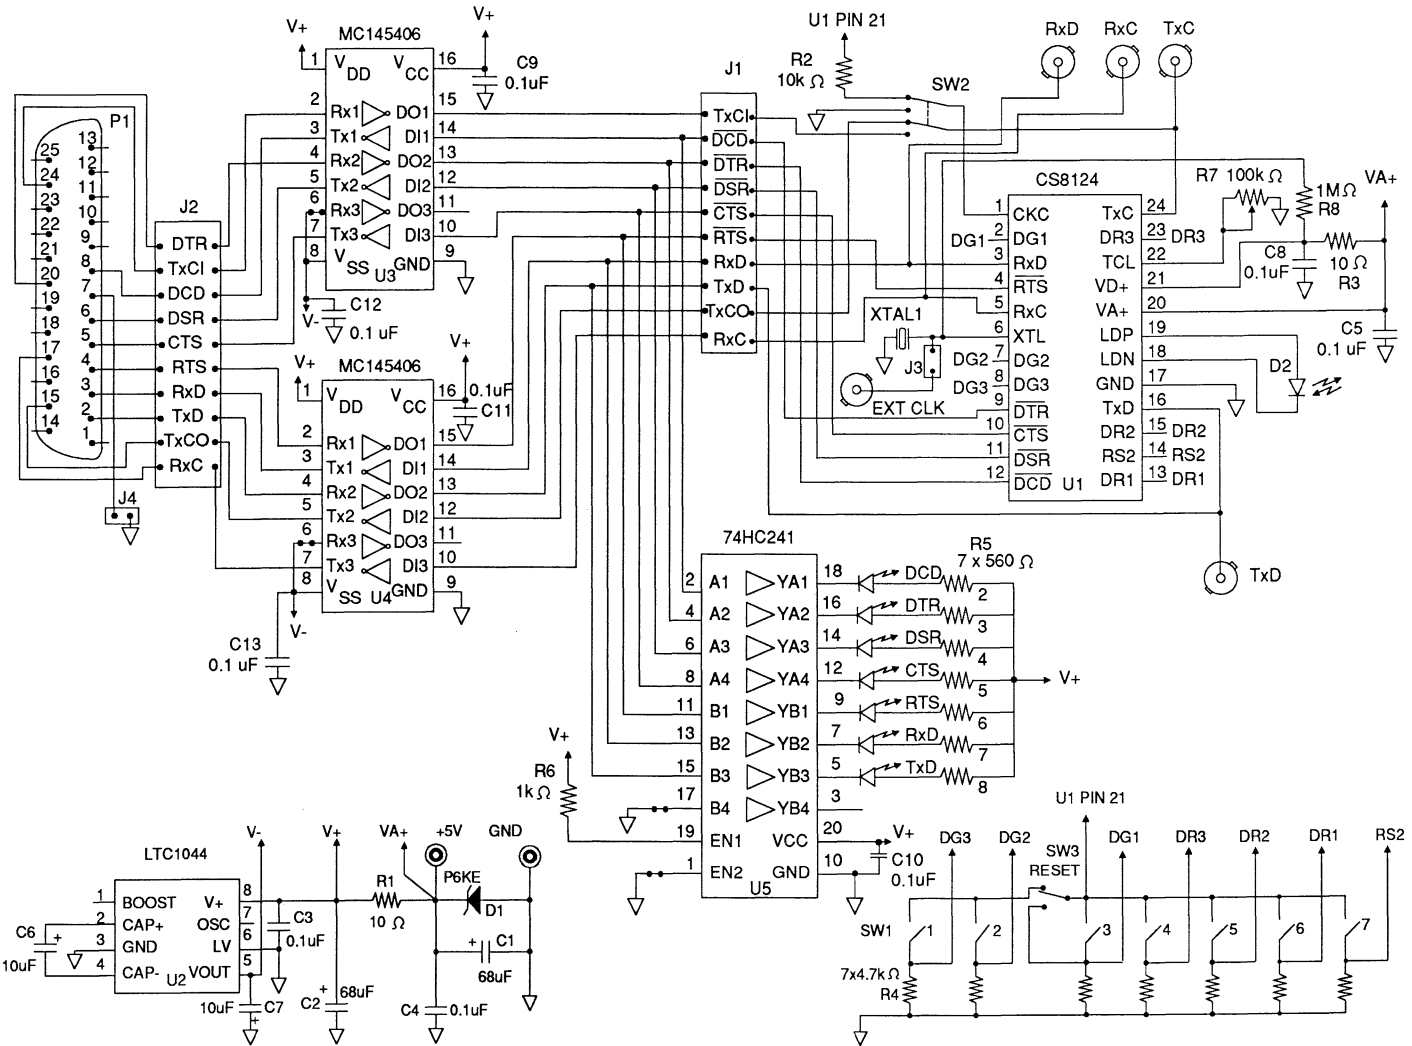 V+
MC145406
1 VDD VCC 16
V+
C9
0.1uF
2 Rx1 DO1 15
3 Tx1 DI1 14
4 Rx2 DO2 13
5 Tx2 DI2 12
6 Rx3 DO3 11
7 Tx3 DI3 10
8 VSS U3 GND 9
C12
0.1 uF
V-
P1
13
25
12
24
11
23
10
22
9
21
8
20
7
19
6
18
5
17
4
16
3
15
2
14
1
J2
DTR
TxCI
DCD
DSR
CTS
RTS
RxD
TxD
TxCO
RxC
J4
V+
MC145406
1 VDD VCC 16
V+
0.1uF
C11
2 Rx1 DO1 15
3 Tx1 DI1 14
4 Rx2 DO2 13
5 Tx2 DI2 12
6 Rx3 DO3 11
7 Tx3 DI3 10
8 VSS U4 GND 9
V-
C13
0.1 uF
J1
TxCI
DCD
DTR
DSR
CTS
RTS
RxD
TxD
TxCO
RxC
U1 PIN 21
R2
10k Ω
SW2
RxD
RxC
TxC
CS8124
1 CKC TxC 24
DG1 2 DG1 DR3 23 DR3
3 RxD TCL 22
4 RTS VD+ 21
5 RxC VA+ 20
6 XTL LDP 19
DG2 7 DG2 LDN 18
DG3 8 DG3 GND 17
9 DTR TxD 16
10 CTS DR2 15 DR2
11 DSR RS2 14 RS2
12 DCD U1 DR1 13 DR1
R7 100k Ω
1MΩ
R8
VA+
C8
0.1uF
10 Ω
R3
C5
0.1 uF
D2
XTAL1
J3
EXT CLK
TxD
74HC241
R5
7 x 560 Ω
2 A1 YA1 18 DCD 2
4 A2 YA2 16 DTR 3
6 A3 YA3 14 DSR 4
8 A4 YA4 12 CTS 5
11 B1 YB1 9 RTS 6
13 B2 YB2 7 RxD 7
15 B3 YB3 5 TxD 8
17 B4 YB4 3
19 EN1 VCC 20
1 EN2 GND 10
U5
V+
V+
R6
1k Ω
V+
C10
0.1uF
LTC1044
1 BOOST V+ 8
2 CAP+ OSC 7
3 GND LV 6
4 CAP- VOUT 5
U2
C6
+
10uF
V-
V+
VA+
+5V
GND
R1
10 Ω
P6KE
D1
C3
0.1uF
10uF
C7
+
C2
+
68uF
C4
0.1uF
+
C1
68uF
U1 PIN 21
DG3
DG2
SW3
RESET
DG1
DR3
DR2
DR1
RS2
SW1
1
2
3
4
5
6
7
7x4.7kΩ
R4